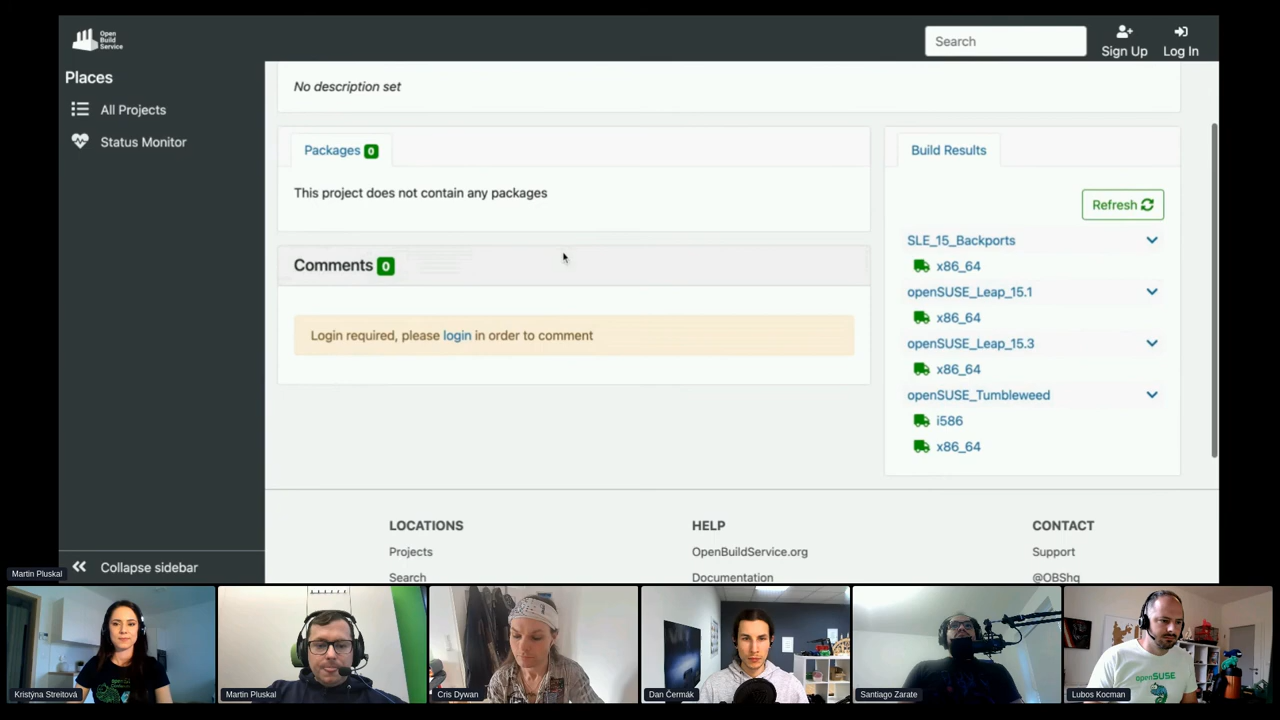 Open
Build
Service
Search
Sign Up
Log In
Places
All Projects
Status Monitor
No description set
Packages 0
This project does not contain any packages
Comments 0
Login required, please login in order to comment
Build Results
Refresh
SLE_15_Backports
x86_64
openSUSE_Leap_15.1
x86_64
openSUSE_Leap_15.3
x86_64
openSUSE_Tumbleweed
i586
x86_64
LOCATIONS
Projects
Search
HELP
OpenBuildService.org
Documentation
CONTACT
Support
@OBShq
Collapse sidebar
Martin Pluskal
Kristýna Streitová
Martin Pluskal
Cris Dywan
Dan Čermák
Santiago Zarate
Lubos Kocman
openSUSE